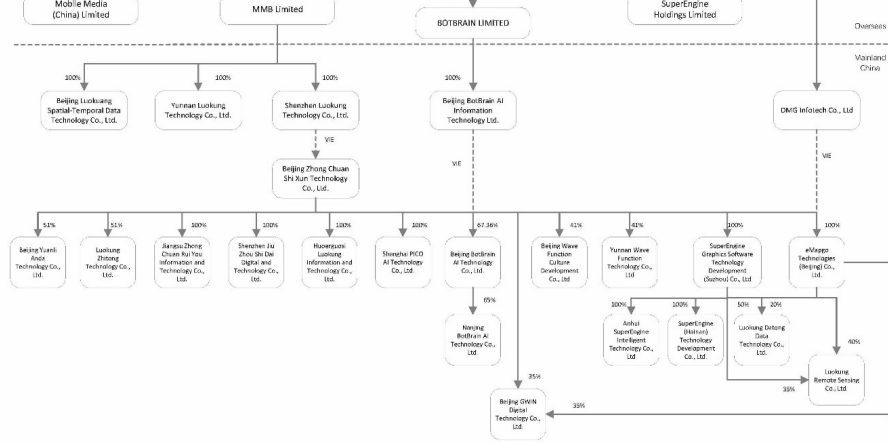 Mobile Media
(China) Limited
MMB Limited
BOTBRAIN LIMITED
SuperEngine
Holdings Limited
Oversees
Mainland
China
100%
100%
100%
100%
Beijing Luokuang
Spatial-Temporal Data
Technology Co., Ltd.
Yunnan Luokung
Technology Co., Ltd.
Shenzhen Luokung
Technology Co., Ltd.
Beijing BotBrain AI
Information
Technology Ltd.
DMG Infotech Co., Ltd
VIE
VIE
VIE
Beijing Zhong Chuan
Shi Xun Technology
Co., Ltd.
51%
51%
100%
100%
100%
100%
67.36%
41%
41%
100%
100%
Beijing Yuanli
Anda
Technology Co.,
Ltd.
Luokung
Zhitong
Technology Co.,
Ltd.
Jiangsu Zhong
Chuan Rui You
Information and
Technology Co.,
Ltd.
Shenzhen Jiu
Zhou Shi Dai
Digital and
Technology Co.,
Ltd.
Huoerguosi
Luokung
Information and
Technology Co.,
Ltd.
Shanghai PICO
AI Technology
Co., Ltd.
Beijing BotBrain
AI Technology
Co., Ltd.
Beijing Wave
Function
Culture
Development
Co., Ltd
Yunnan Wave
Function
Technology Co.,
Ltd.
SuperEngine
Graphics Software
Technology
Development
(Suzhou) Co., Ltd
eMapgo
Technologies
(Beijing) Co.,
Ltd.
65%
100%
100%
50%
20%
Nanjing
BotBrain AI
Technology Co.,
Ltd.
Anhui
SuperEngine
Intelligent
Technology Co.,
Ltd
SuperEngine
(Hainan)
Technology
Development
Co., Ltd.
Luokung Datong
Data
Technology Co.,
Ltd.
40%
Luokung
Remote Sensing
Co., Ltd.
35%
35%
Beijing GWIN
Digital
Technology Co.,
Ltd.
35%